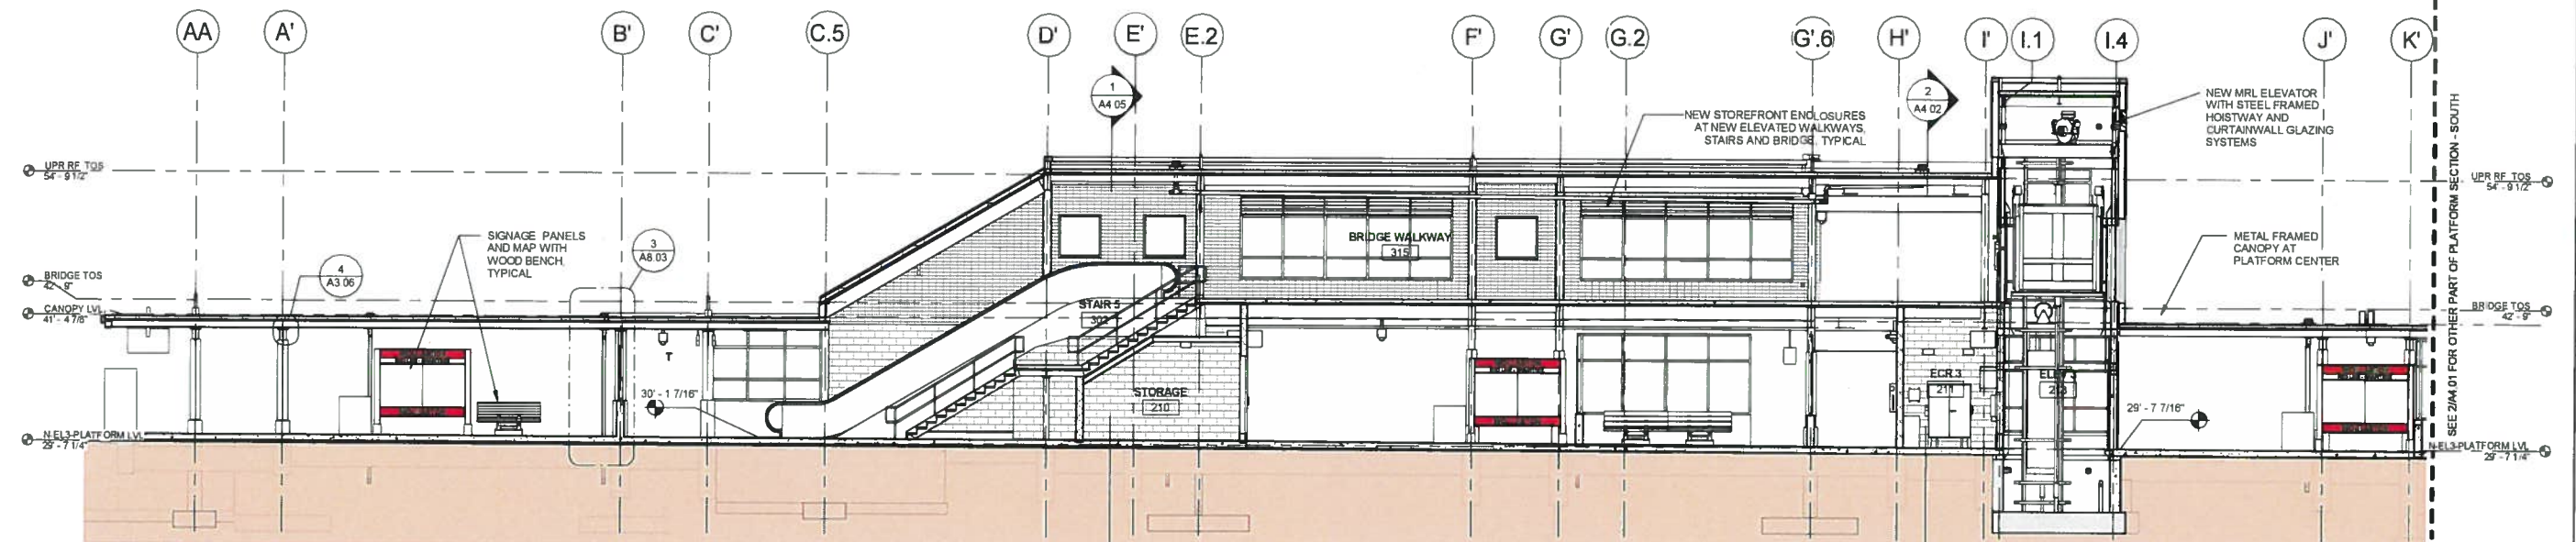 AA
A'
B'
C'
C.5
D'
E'
E.2
F'
G'
G.2
G'.6
H'
I'
I.1
I.4
J'
K'
1
A4 05
2
A4 02
NEW MRL ELEVATOR
WITH STEEL FRAMED
HOISTWAY AND
CURTAINWALL GLAZING
SYSTEMS
NEW STOREFRONT ENCLOSURES
AT NEW ELEVATED WALKWAYS,
STAIRS AND BRIDGE, TYPICAL
UPR RF TOS
54' - 9 1/2"
UPR RF TOS
54' - 9 1/2"
SIGNAGE PANELS
AND MAP WITH
WOOD BENCH,
TYPICAL
3
A8.03
4
A3 06
BRIDGE WALKWAY
315
METAL FRAMED
CANOPY AT
PLATFORM CENTER
BRIDGE TOS
42' - 9"
CANOPY LVL
41' - 4 7/8"
STAIR 5
303
BRIDGE TOS
42' - 9"
T
30' - 1 7/16"
STORAGE
210
ECR 3
211
29' - 7 7/16"
N-EL3-PLATFORM LVL
29' - 7 1/4"
N-EL3-PLATFORM LVL
29' - 7 1/4"
SEE 2/A4.01 FOR OTHER PART OF PLATFORM SECTION - SOUTH